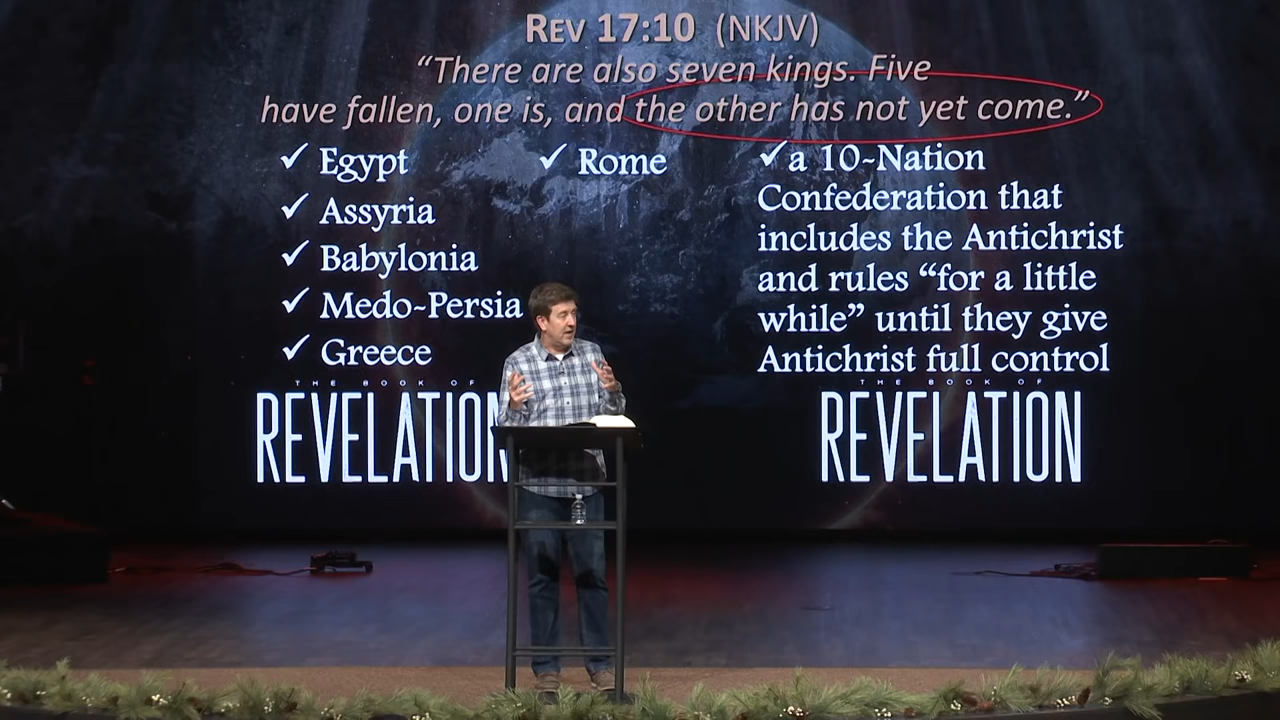 REV 17:10 (NKJV)
“There are also seven kings. Five
have fallen, one is, and the other has not yet come.”
✓ Egypt
✓ Assyria
✓ Babylonia
✓ Medo-Persia
✓ Greece
✓ Rome
✓ a 10-Nation
Confederation that
includes the Antichrist
and rules “for a little
while” until they give
Antichrist full control
THE BOOK OF
REVELATION
THE BOOK OF
REVELATION